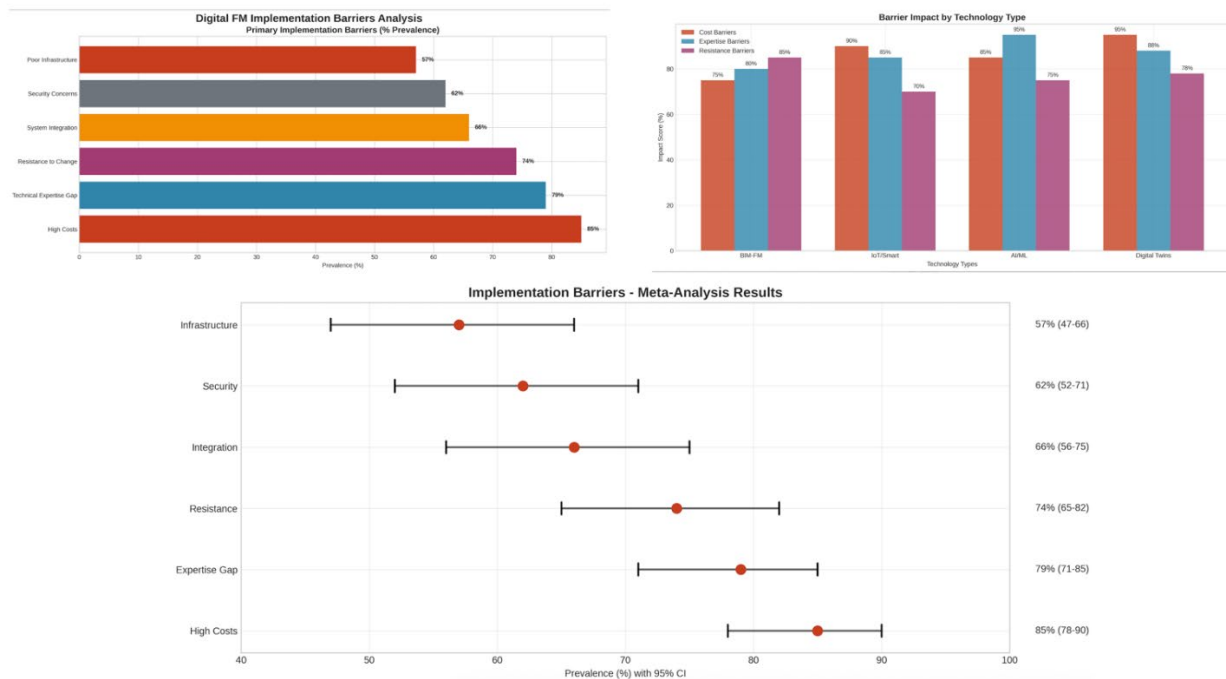 Digital FM Implementation Barriers Analysis
Primary Implementation Barriers (% Prevalence)
Poor Infrastructure
57%
Security Concerns
62%
System Integration
66%
Resistance to Change
74%
Technical Expertise Gap
79%
High Costs
85%
0 10 20 30 40 50 60 70 80
Prevalence (%)
Barrier Impact by Technology Type
Cost Barriers
Expertise Barriers
Resistance Barriers
75% 80% 85%
90% 85% 70%
85% 95% 75%
95% 88% 78%
80
60
40
20
0
Impact Score (%)
BIM-FM IoT/Smart AI/ML Digital Twins
Technology Types
Implementation Barriers - Meta-Analysis Results
Infrastructure 57% (47-66)
Security 62% (52-71)
Integration 66% (56-75)
Resistance 74% (65-82)
Expertise Gap 79% (71-85)
High Costs 85% (78-90)
40 50 60 70 80 90 100
Prevalence (%) with 95% CI